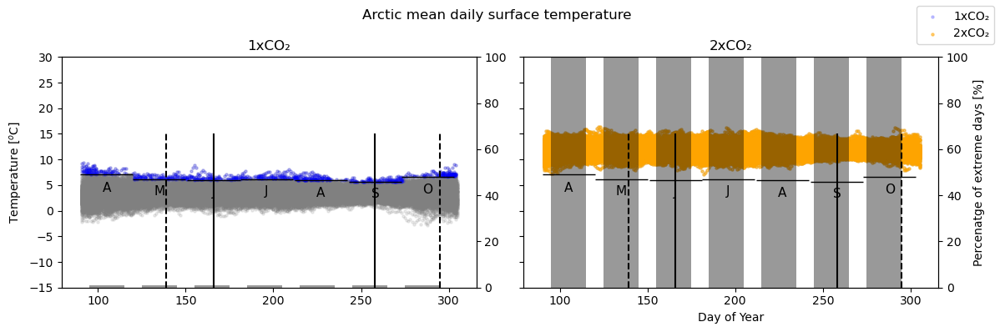 Arctic mean daily surface temperature
1xCO₂
2xCO₂
1xCO₂
2xCO₂
Temperature [°C]
30
25
20
15
10
5
0
−5
−10
−15
100
80
60
40
20
0
A M J J A S O
100 150 200 250 300
A M J J A S O
100
80
60
40
20
0
Percenatge of extreme days [%]
100 150 200 250 300
Day of Year